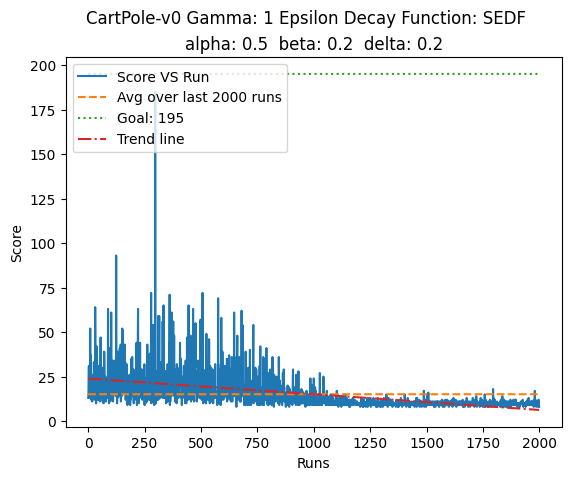 CartPole-v0 Gamma: 1 Epsilon Decay Function: SEDF
alpha: 0.5 beta: 0.2 delta: 0.2
Score VS Run
Avg over last 2000 runs
Goal: 195
Trend line
200
175
150
125
100
75
50
25
0
Score
0 250 500 750 1000 1250 1500 1750 2000
Runs